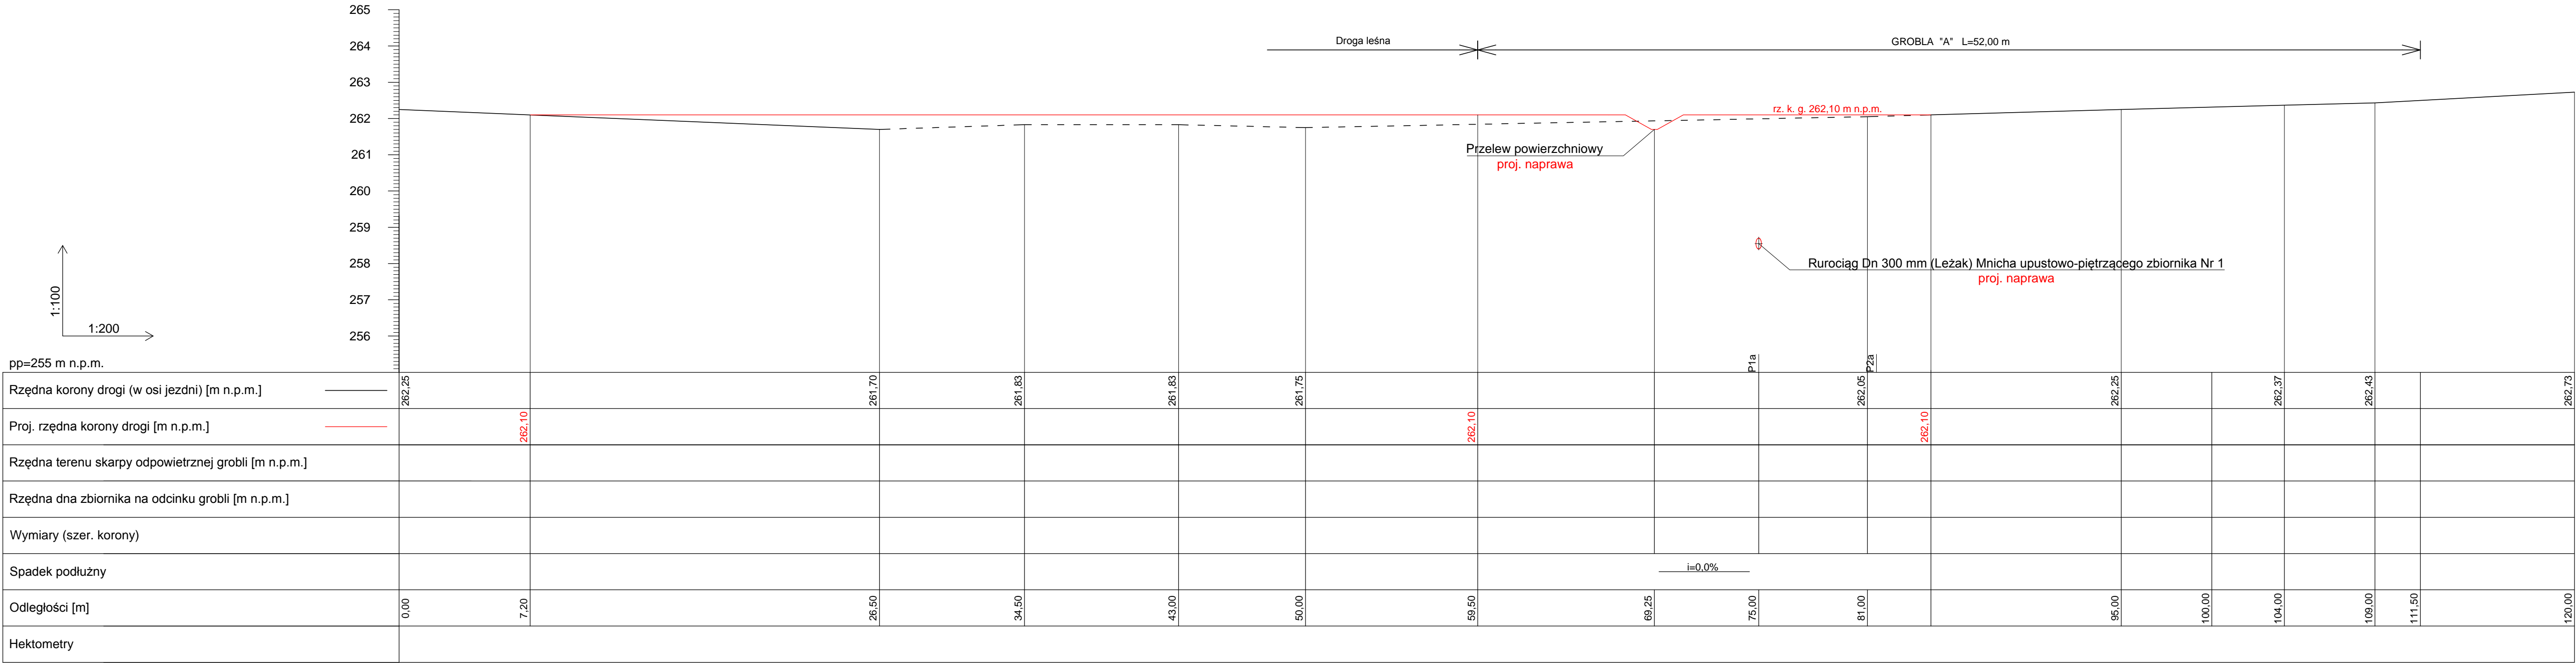 265
264
263
262
261
260
259
258
257
256
Droga leśna
GROBLA "A" L=52,00 m
rz. k. g. 262,10 m n.p.m.
Przelew powierzchniowy
proj. naprawa
Rurociąg Dn 300 mm (Leżak) Mnicha upustowo-piętrzącego zbiornika Nr 1
proj. naprawa
1:100
1:200
pp=255 m n.p.m.
P1a
P2a
Rzędna korony drogi (w osi jezdni) [m n.p.m.]
262,25
261,70
261,83
261,83
261,75
262,05
262,25
262,37
262,43
262,73
Proj. rzędna korony drogi [m n.p.m.]
262,10
262,10
262,10
Rzędna terenu skarpy odpowietrznej grobli [m n.p.m.]
Rzędna dna zbiornika na odcinku grobli [m n.p.m.]
Wymiary (szer. korony)
Spadek podłużny
i=0,0%
Odległości [m]
0,00
7,20
26,50
34,50
43,00
50,00
59,50
69,25
75,00
81,00
95,00
100,00
104,00
109,00
111,50
120,00
Hektometry